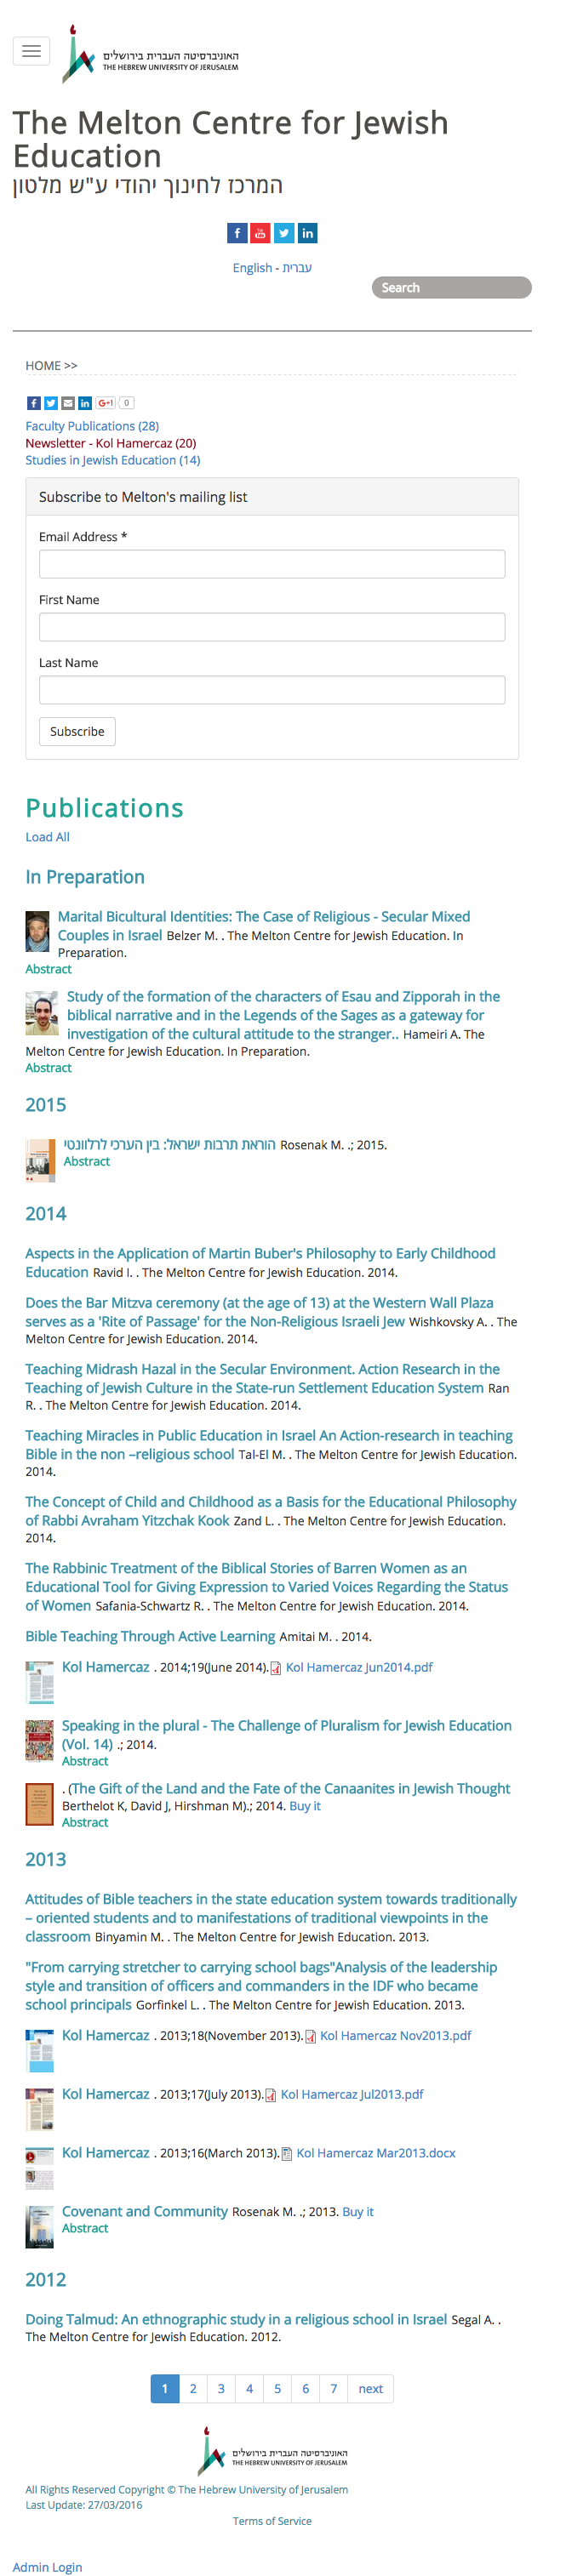 האוניברסיטה העברית בירושלים
THE HEBREW UNIVERSITY OF JERUSALEM
The Melton Centre for Jewish
Education
המרכז לחינוך יהודי ע"ש מלטון
English - עברית
Search
HOME >>
G+1 0
Faculty Publications (28)
Newsletter - Kol Hamercaz (20)
Studies in Jewish Education (14)
Subscribe to Melton's mailing list
Email Address *
First Name
Last Name
Subscribe
Publications
Load All
In Preparation
Marital Bicultural Identities: The Case of Religious - Secular Mixed
Couples in Israel Belzer M. . The Melton Centre for Jewish Education. In
Preparation.
Abstract
Study of the formation of the characters of Esau and Zipporah in the
biblical narrative and in the Legends of the Sages as a gateway for
investigation of the cultural attitude to the stranger.. Hameiri A. The
Melton Centre for Jewish Education. In Preparation.
Abstract
2015
הוראת תרבות ישראל: בין הערכי לרלוונטי Rosenak M. .; 2015.
Abstract
2014
Aspects in the Application of Martin Buber's Philosophy to Early Childhood
Education Ravid I. . The Melton Centre for Jewish Education. 2014.
Does the Bar Mitzva ceremony (at the age of 13) at the Western Wall Plaza
serves as a 'Rite of Passage' for the Non-Religious Israeli Jew Wishkovsky A. . The
Melton Centre for Jewish Education. 2014.
Teaching Midrash Hazal in the Secular Environment. Action Research in the
Teaching of Jewish Culture in the State-run Settlement Education System Ran
R. . The Melton Centre for Jewish Education. 2014.
Teaching Miracles in Public Education in Israel An Action-research in teaching
Bible in the non –religious school Tal-El M. . The Melton Centre for Jewish Education.
2014.
The Concept of Child and Childhood as a Basis for the Educational Philosophy
of Rabbi Avraham Yitzchak Kook Zand L. . The Melton Centre for Jewish Education.
2014.
The Rabbinic Treatment of the Biblical Stories of Barren Women as an
Educational Tool for Giving Expression to Varied Voices Regarding the Status
of Women Safania-Schwartz R. . The Melton Centre for Jewish Education. 2014.
Bible Teaching Through Active Learning Amitai M. . 2014.
Kol Hamercaz . 2014;19(June 2014). Kol Hamercaz Jun2014.pdf
Speaking in the plural - The Challenge of Pluralism for Jewish Education
(Vol. 14) .; 2014.
Abstract
. (The Gift of the Land and the Fate of the Canaanites in Jewish Thought
Berthelot K, David J, Hirshman M).; 2014. Buy it
Abstract
2013
Attitudes of Bible teachers in the state education system towards traditionally
– oriented students and to manifestations of traditional viewpoints in the
classroom Binyamin M. . The Melton Centre for Jewish Education. 2013.
"From carrying stretcher to carrying school bags"Analysis of the leadership
style and transition of officers and commanders in the IDF who became
school principals Gorfinkel L. . The Melton Centre for Jewish Education. 2013.
Kol Hamercaz . 2013;18(November 2013). Kol Hamercaz Nov2013.pdf
Kol Hamercaz . 2013;17(July 2013). Kol Hamercaz Jul2013.pdf
Kol Hamercaz . 2013;16(March 2013). Kol Hamercaz Mar2013.docx
Covenant and Community Rosenak M. .; 2013. Buy it
Abstract
2012
Doing Talmud: An ethnographic study in a religious school in Israel Segal A. .
The Melton Centre for Jewish Education. 2012.
1 2 3 4 5 6 7 next
האוניברסיטה העברית בירושלים
THE HEBREW UNIVERSITY OF JERUSALEM
All Rights Reserved Copyright © The Hebrew University of Jerusalem
Last Update: 27/03/2016
Terms of Service
Admin Login